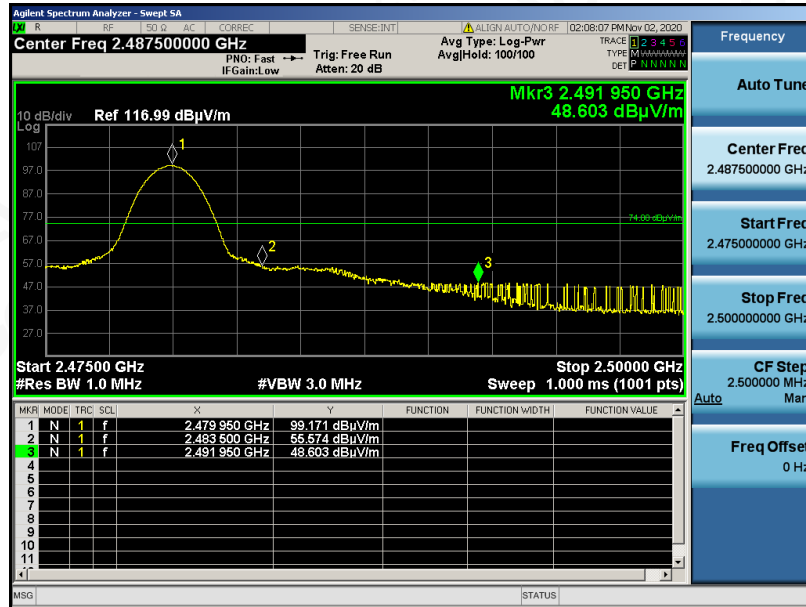 Agilent Spectrum Analyzer - Swept SA
LXI R RF 50 Ω AC CORREC SENSE:INT ALIGN AUTO/NO RF 02:08:07 PM Nov 02, 2020
Center Freq 2.487500000 GHz
PNO: Fast
IFGain:Low
Trig: Free Run
Atten: 20 dB
Avg Type: Log-Pwr
Avg|Hold: 100/100
TRACE 1 2 3 4 5 6
TYPE M WWWWW
DET P N N N N N
Mkr3 2.491 950 GHz
48.603 dBµV/m
10 dB/div Ref 116.99 dBµV/m
Log
107
97.0
87.0
77.0
67.0
57.0
47.0
37.0
27.0
1
2
3
74.00 dBµV/m
Start 2.47500 GHz Stop 2.50000 GHz
#Res BW 1.0 MHz #VBW 3.0 MHz Sweep 1.000 ms (1001 pts)
MKR MODE TRC SCL X Y FUNCTION FUNCTION WIDTH FUNCTION VALUE
1 N 1 f 2.479 950 GHz 99.171 dBµV/m
2 N 1 f 2.483 500 GHz 55.574 dBµV/m
3 N 1 f 2.491 950 GHz 48.603 dBµV/m
4
5
6
7
8
9
10
11
MSG STATUS
Frequency
Auto Tune
Center Freq
2.487500000 GHz
Start Freq
2.475000000 GHz
Stop Freq
2.500000000 GHz
CF Step
2.500000 MHz
Auto Man
Freq Offset
0 Hz